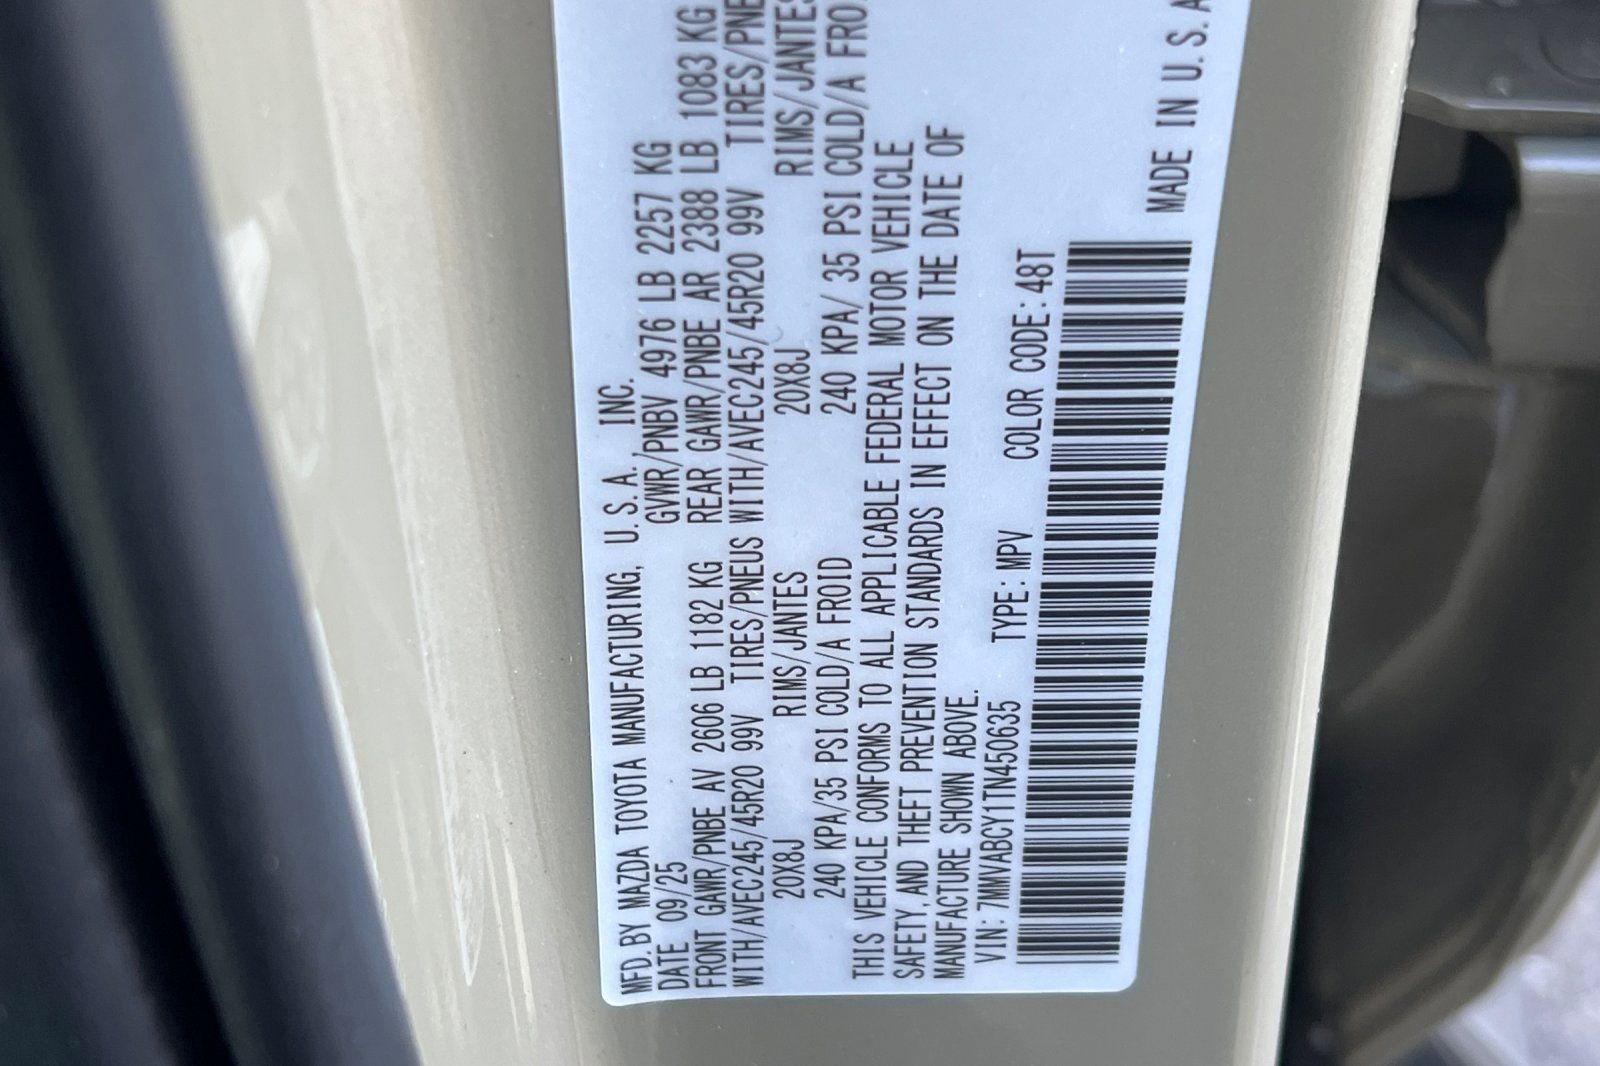 MFD. BY MAZDA TOYOTA MANUFACTURING, U.S.A., INC.
DATE 09/25 GVWR/PNBV 4976 LB 2257 KG
FRONT GAWR/PNBE AV 2606 LB 1182 KG REAR GAWR/PNBE AR 2388 LB 1083 KG
WITH/AVEC245/45R20 99V TIRES/PNEUS WITH/AVEC245/45R20 99V TIRES/PNE
20X8J RIMS/JANTES 20X8J RIMS/JANTES
240 KPA/35 PSI COLD/A FROID 240 KPA/ 35 PSI COLD/A FRO
THIS VEHICLE CONFORMS TO ALL APPLICABLE FEDERAL MOTOR VEHICLE
SAFETY, AND THEFT PREVENTION STANDARDS IN EFFECT ON THE DATE OF
MANUFACTURE SHOWN ABOVE.
VIN: 7MMVABCY1TN450635 TYPE: MPV COLOR CODE: 48T
MADE IN U.S.A